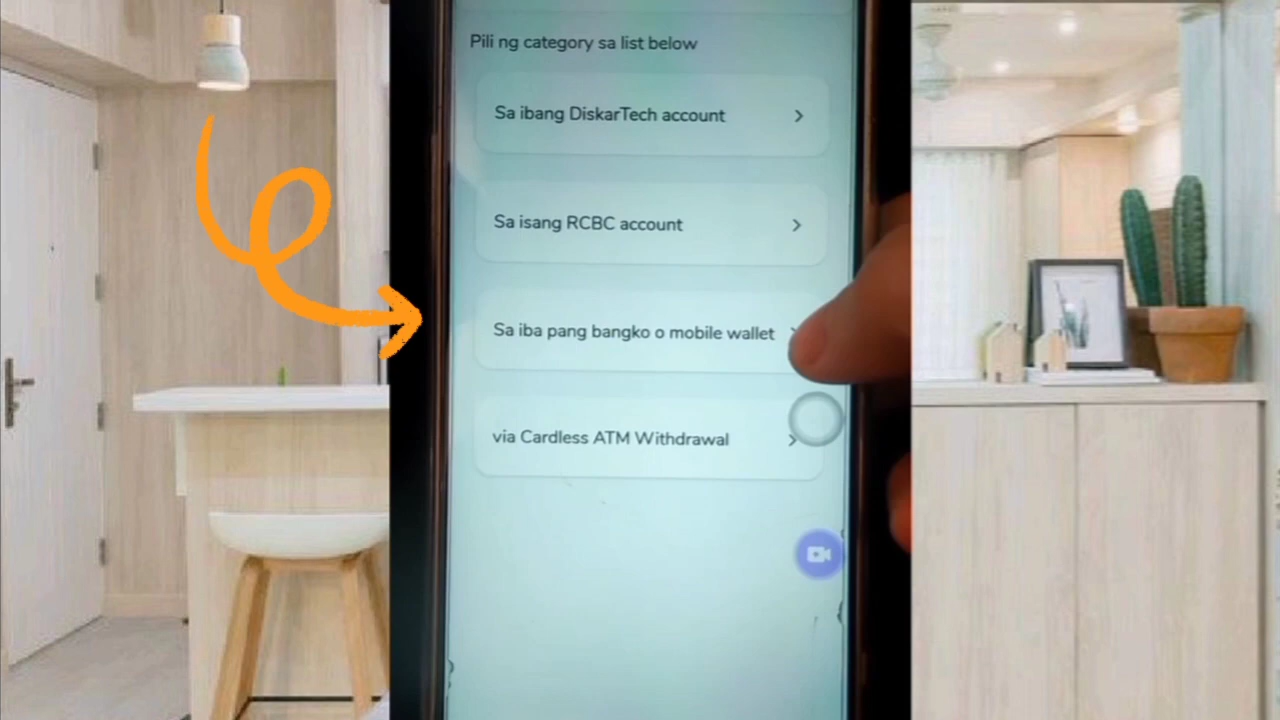 Pili ng category sa list below
Sa ibang DiskarTech account
Sa isang RCBC account
Sa iba pang bangko o mobile wallet
via Cardless ATM Withdrawal